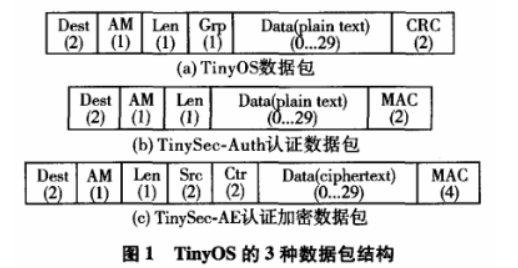 Dest AM Len Grp Data(plain text) CRC
(2) (1) (1) (1) (0...29) (2)
(a) TinyOS数据包
Dest AM Len Data(plain text) MAC
(2) (1) (1) (0...29) (2)
(b) TinySec-Auth认证数据包
Dest AM Len Src Ctr Data(ciphertext) MAC
(2) (1) (1) (2) (2) (0...29) (4)
(c) TinySec-AE认证加密数据包
图1 TinyOS 的 3 种数据包结构